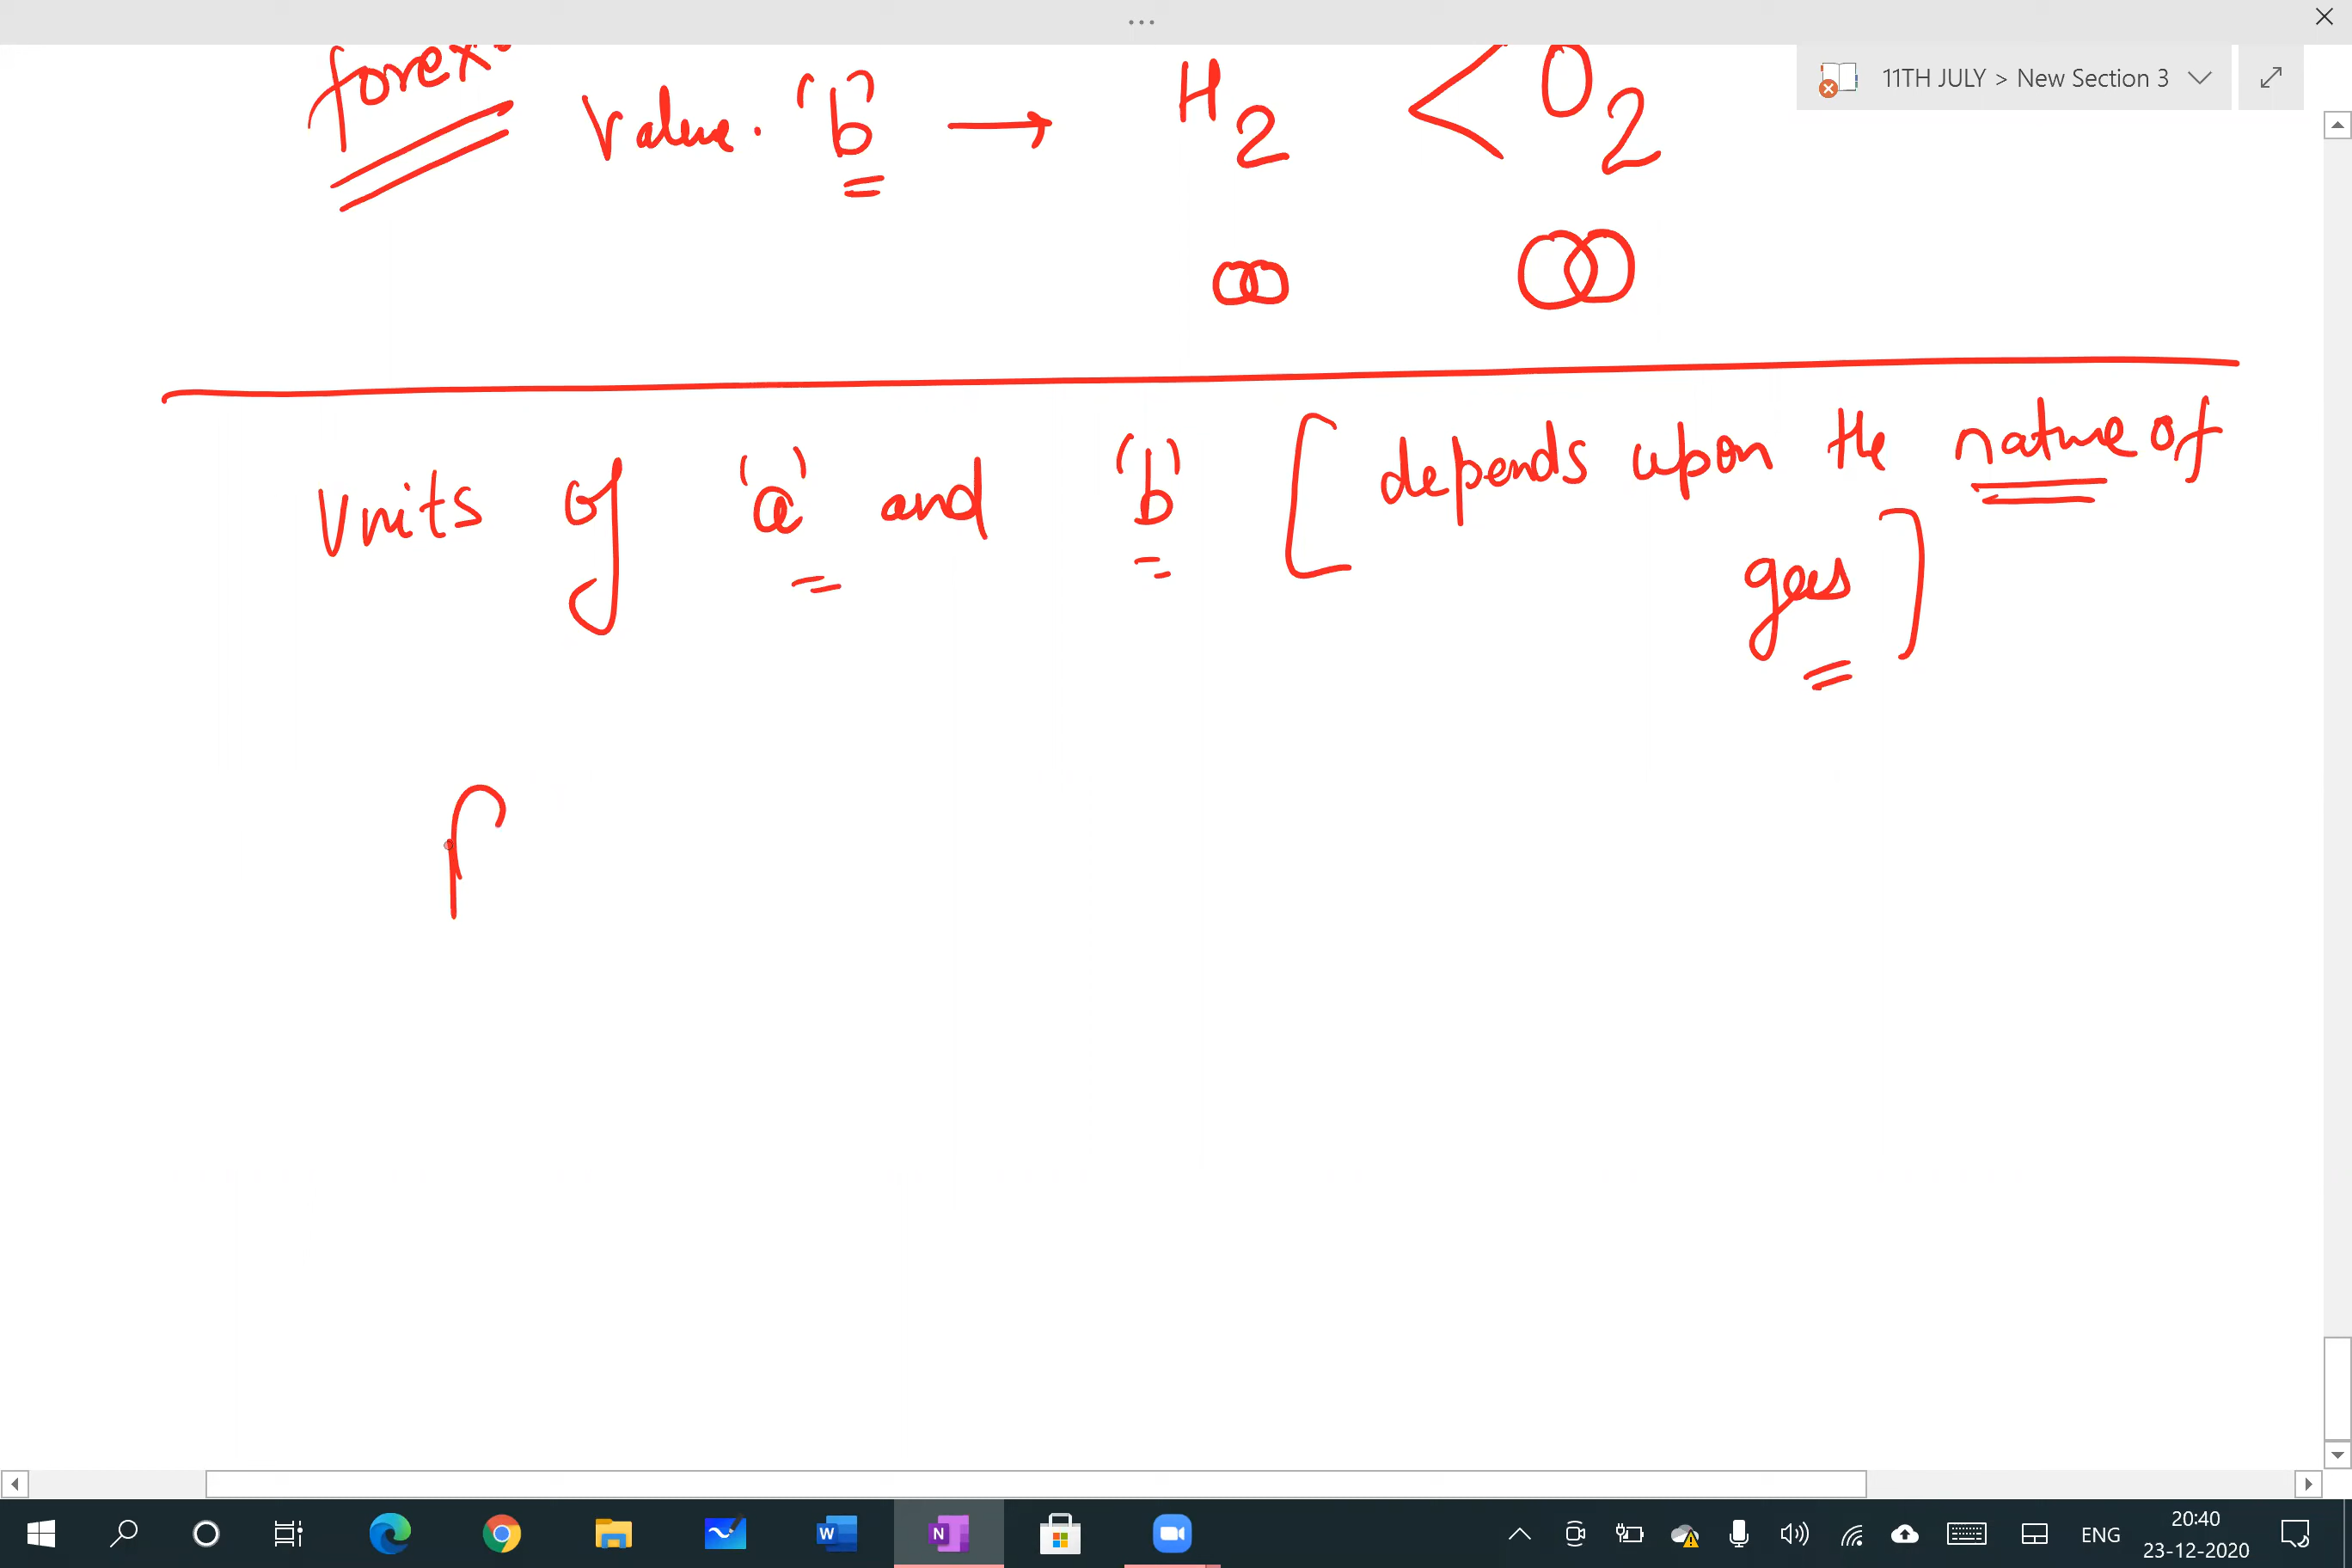 ...
11TH JULY > New Section 3
forex
value. 'b' → H2 < O2
Units of 'a' and 'b' [depends upon the nature of
gas]
P
ENG
20:40
23-12-2020